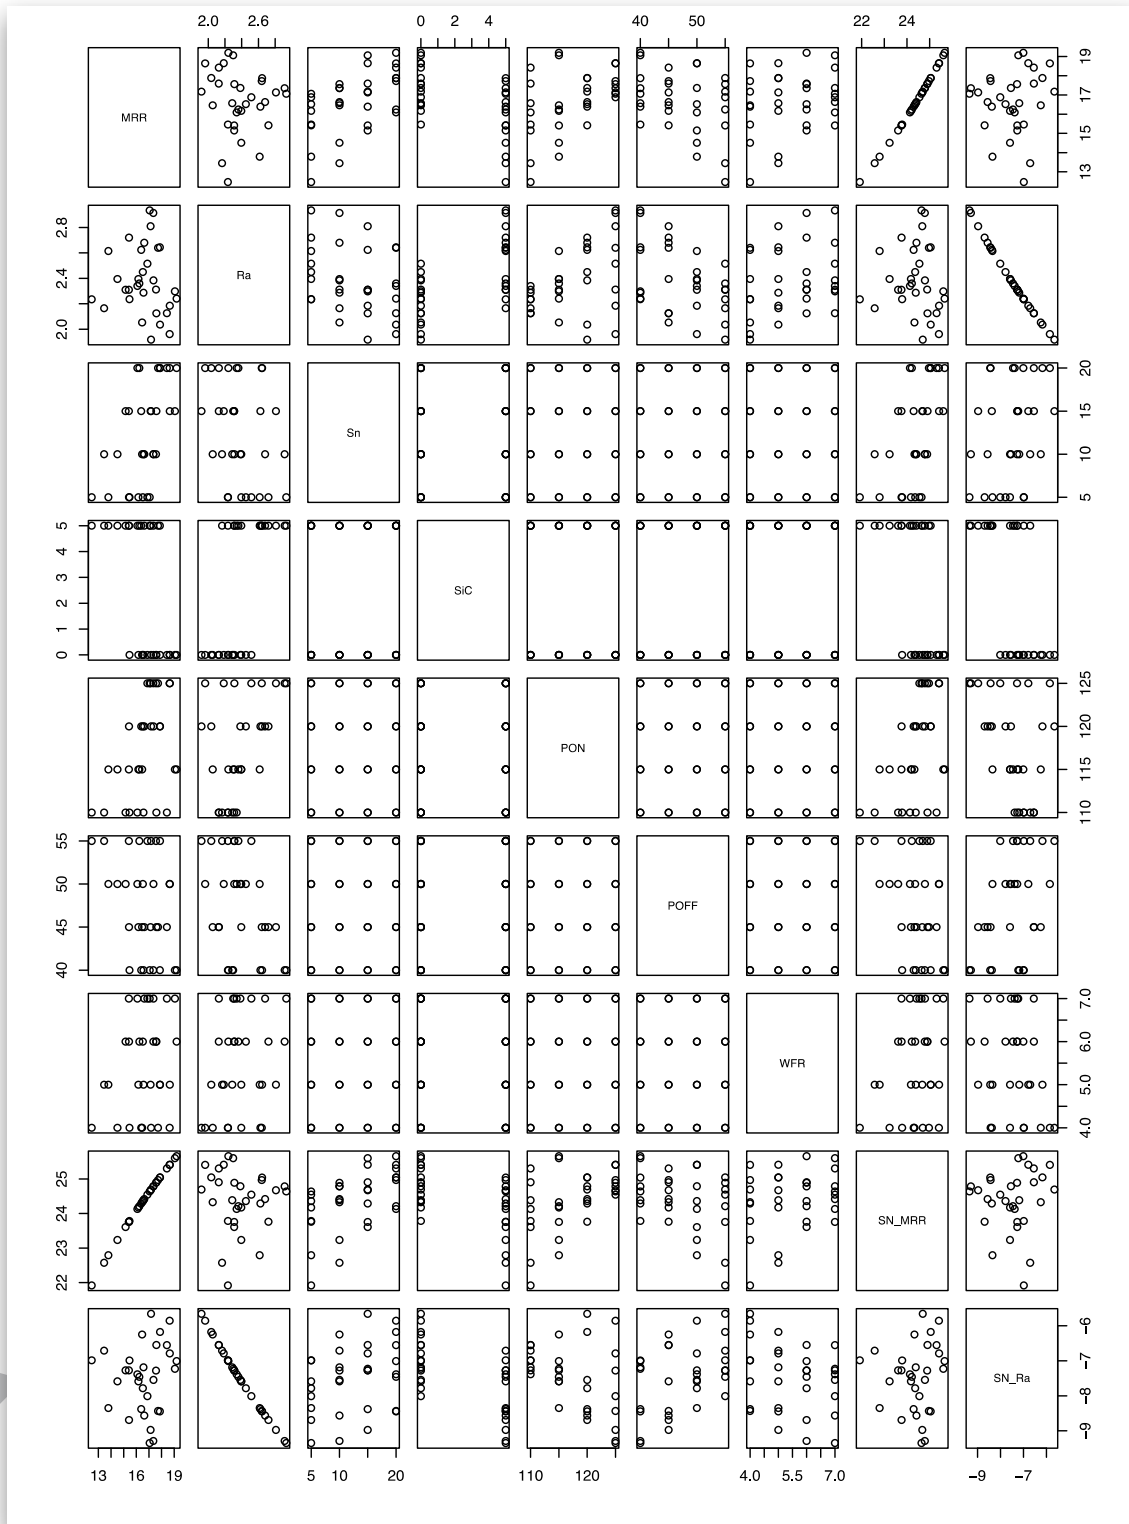 2.0 2.6
0 2 4
40 50
22 24
MRR
13 15 17 19
2.0 2.4 2.8
Ra
Sn
5 10 15 20
0 1 2 3 4 5
SiC
PON
110 115 120 125
40 45 50 55
POFF
WFR
4.0 5.0 6.0 7.0
22 23 24 25
SN_MRR
SN_Ra
−9 −8 −7 −6
13 16 19
5 10 20
110 120
4.0 5.5 7.0
−9 −7